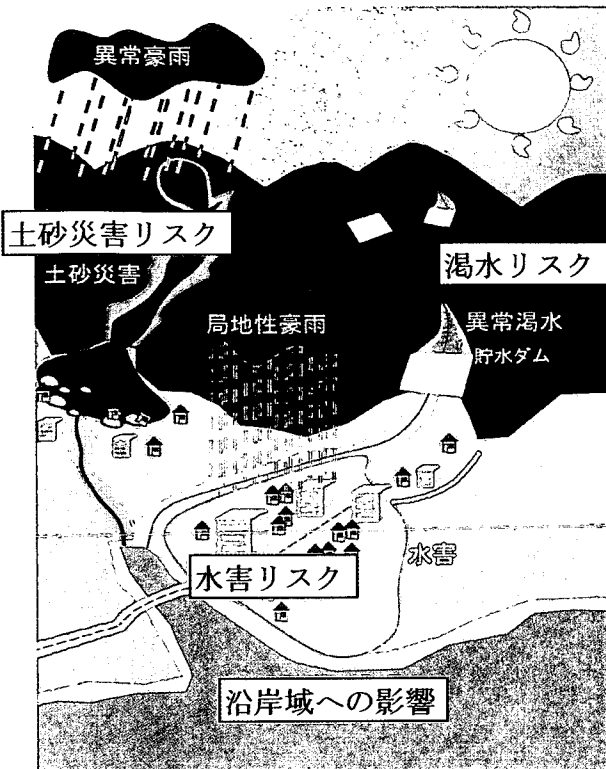 異常豪雨
土砂災害リスク
土砂災害
渇水リスク
局地性豪雨
異常渇水
貯水ダム
水害
水害リスク
沿岸域への影響